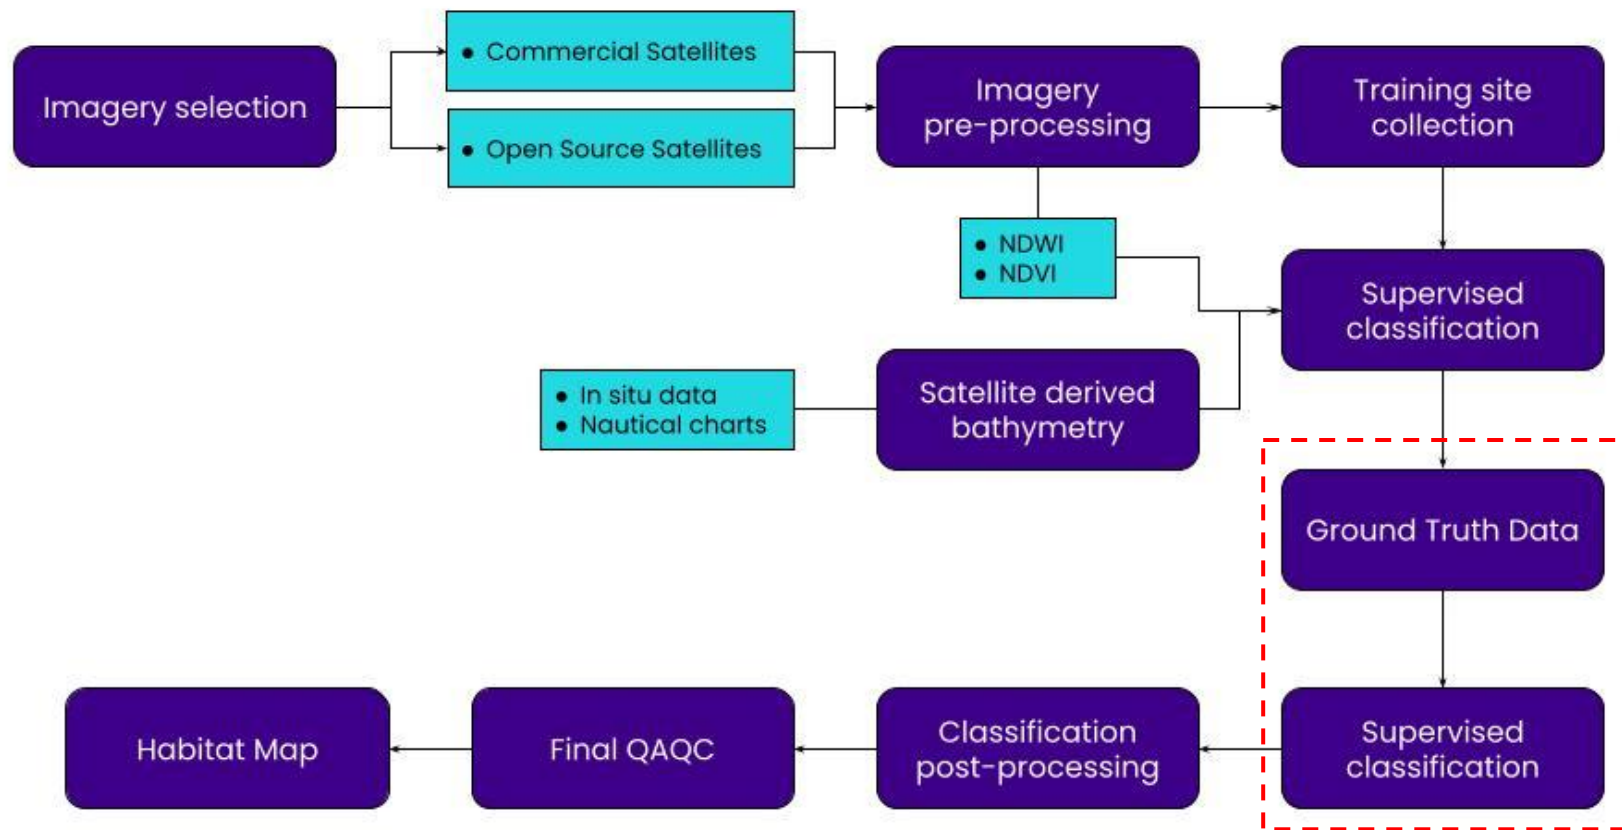 Imagery selection
● Commercial Satellites
● Open Source Satellites
Imagery
pre-processing
Training site
collection
● NDWI
● NDVI
Supervised
classification
● In situ data
● Nautical charts
Satellite derived
bathymetry
Ground Truth Data
Supervised
classification
Classification
post-processing
Final QAQC
Habitat Map